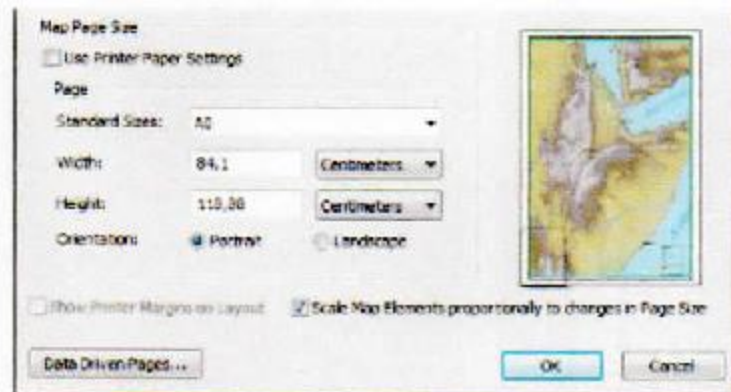 Map Page Size
Use Printer Paper Settings
Page
Standard Sizes: A0
Width: 84,1 Centimeters
Height: 118,88 Centimeters
Orientation: Portrait Landscape
Show Printer Margins on Layout Scale Map Elements proportionally to changes in Page Size
Data Driven Pages... OK Cancel